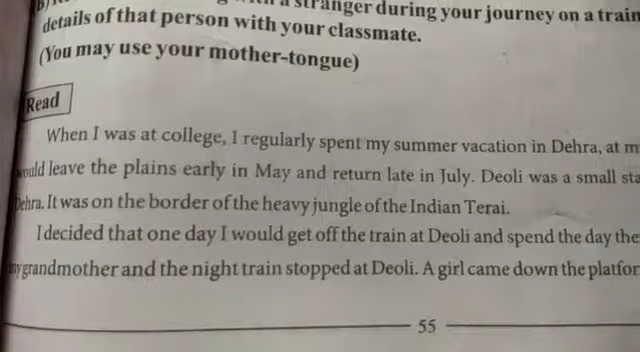 a stranger during your journey on a train
details of that person with your classmate.
(You may use your mother-tongue)
Read
When I was at college, I regularly spent my summer vacation in Dehra, at m
would leave the plains early in May and return late in July. Deoli was a small sta
Dehra. It was on the border of the heavy jungle of the Indian Terai.
I decided that one day I would get off the train at Deoli and spend the day the
my grandmother and the night train stopped at Deoli. A girl came down the platfor
55